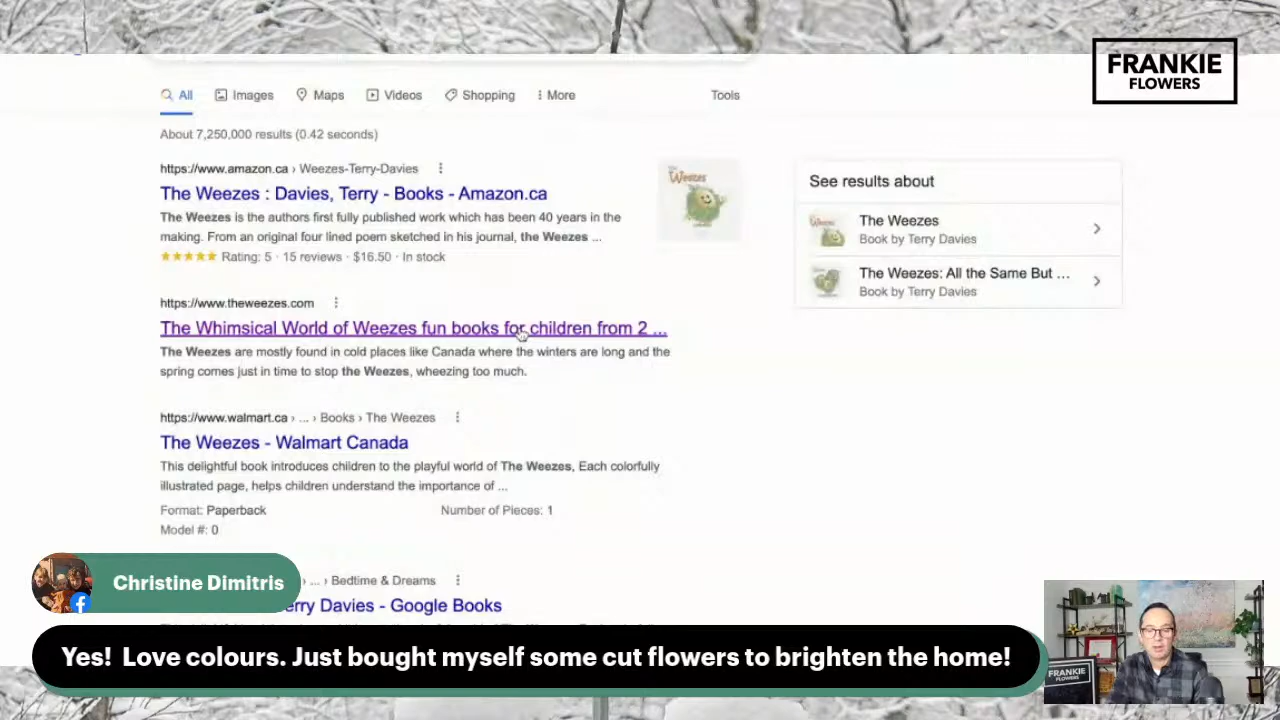 FRANKIE
FLOWERS
All Images Maps Videos Shopping More Tools
About 7,250,000 results (0.42 seconds)
https://www.amazon.ca › Weezes-Terry-Davies
The Weezes : Davies, Terry - Books - Amazon.ca
The Weezes is the authors first fully published work which has been 40 years in the
making. From an original four lined poem sketched in his journal, the Weezes ...
Rating: 5 · 15 reviews · $16.50 · In stock
Weezes
See results about
The Weezes
Book by Terry Davies
The Weezes: All the Same But ...
Book by Terry Davies
https://www.theweezes.com
The Whimsical World of Weezes fun books for children from 2 ...
The Weezes are mostly found in cold places like Canada where the winters are long and the
spring comes just in time to stop the Weezes, wheezing too much.
https://www.walmart.ca › ... › Books › The Weezes
The Weezes - Walmart Canada
This delightful book introduces children to the playful world of The Weezes, Each colorfully
illustrated page, helps children understand the importance of ...
Format: Paperback Number of Pieces: 1
Model #: 0
› ... › Bedtime & Dreams
erry Davies - Google Books
Christine Dimitris
Yes! Love colours. Just bought myself some cut flowers to brighten the home!
FRANKIE
FLOWERS